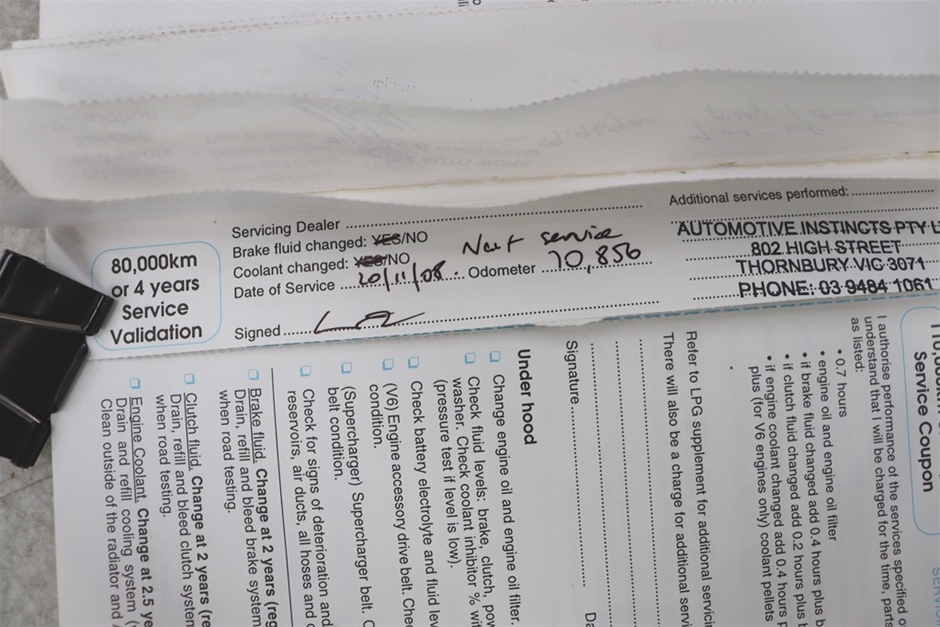 80,000km
or 4 years
Service
Validation
Servicing Dealer
Brake fluid changed: YES/NO
Coolant changed: YES/NO
Next service
Date of Service 20/11/08 Odometer 70,850
Signed
Additional services performed:
AUTOMOTIVE INSTINCTS PTY L
802 HIGH STREET
THORNBURY VIC 3071
PHONE: 03 9484 1061
Service Coupon
I authorise performance of the services specified o
understand that I will be charged for the time, parts
as listed:
• 0.7 hours
• engine oil and engine oil filter
• if brake fluid changed add 0.4 hours plus b
• if clutch fluid changed add 0.2 hours plus b
• if engine coolant changed add 0.4 hours p
plus (for V6 engines only) coolant pellets
Refer to LPG supplement for additional servicin
There will also be a charge for additional servi
Signature
Da
Under hood
Change engine oil and engine oil filter.
Check fluid levels: brake, clutch, pow
washer. Check coolant inhibitor % wit
(pressure test if level is low).
Check battery electrolyte and fluid lev
(V6) Engine accessory drive belt. Chec
condition.
(Supercharger) Supercharger belt. C
belt condition.
Check for signs of deterioration and
reservoirs, air ducts, all hoses and c
Brake fluid. Change at 2 years (reg
Drain, refill and bleed brake system
when road testing.
Clutch fluid. Change at 2 years (re
Drain, refill and bleed clutch system
when road testing.
Engine Coolant. Change at 2.5 ye
Drain and refill cooling system (
Clean outside of the radiator and